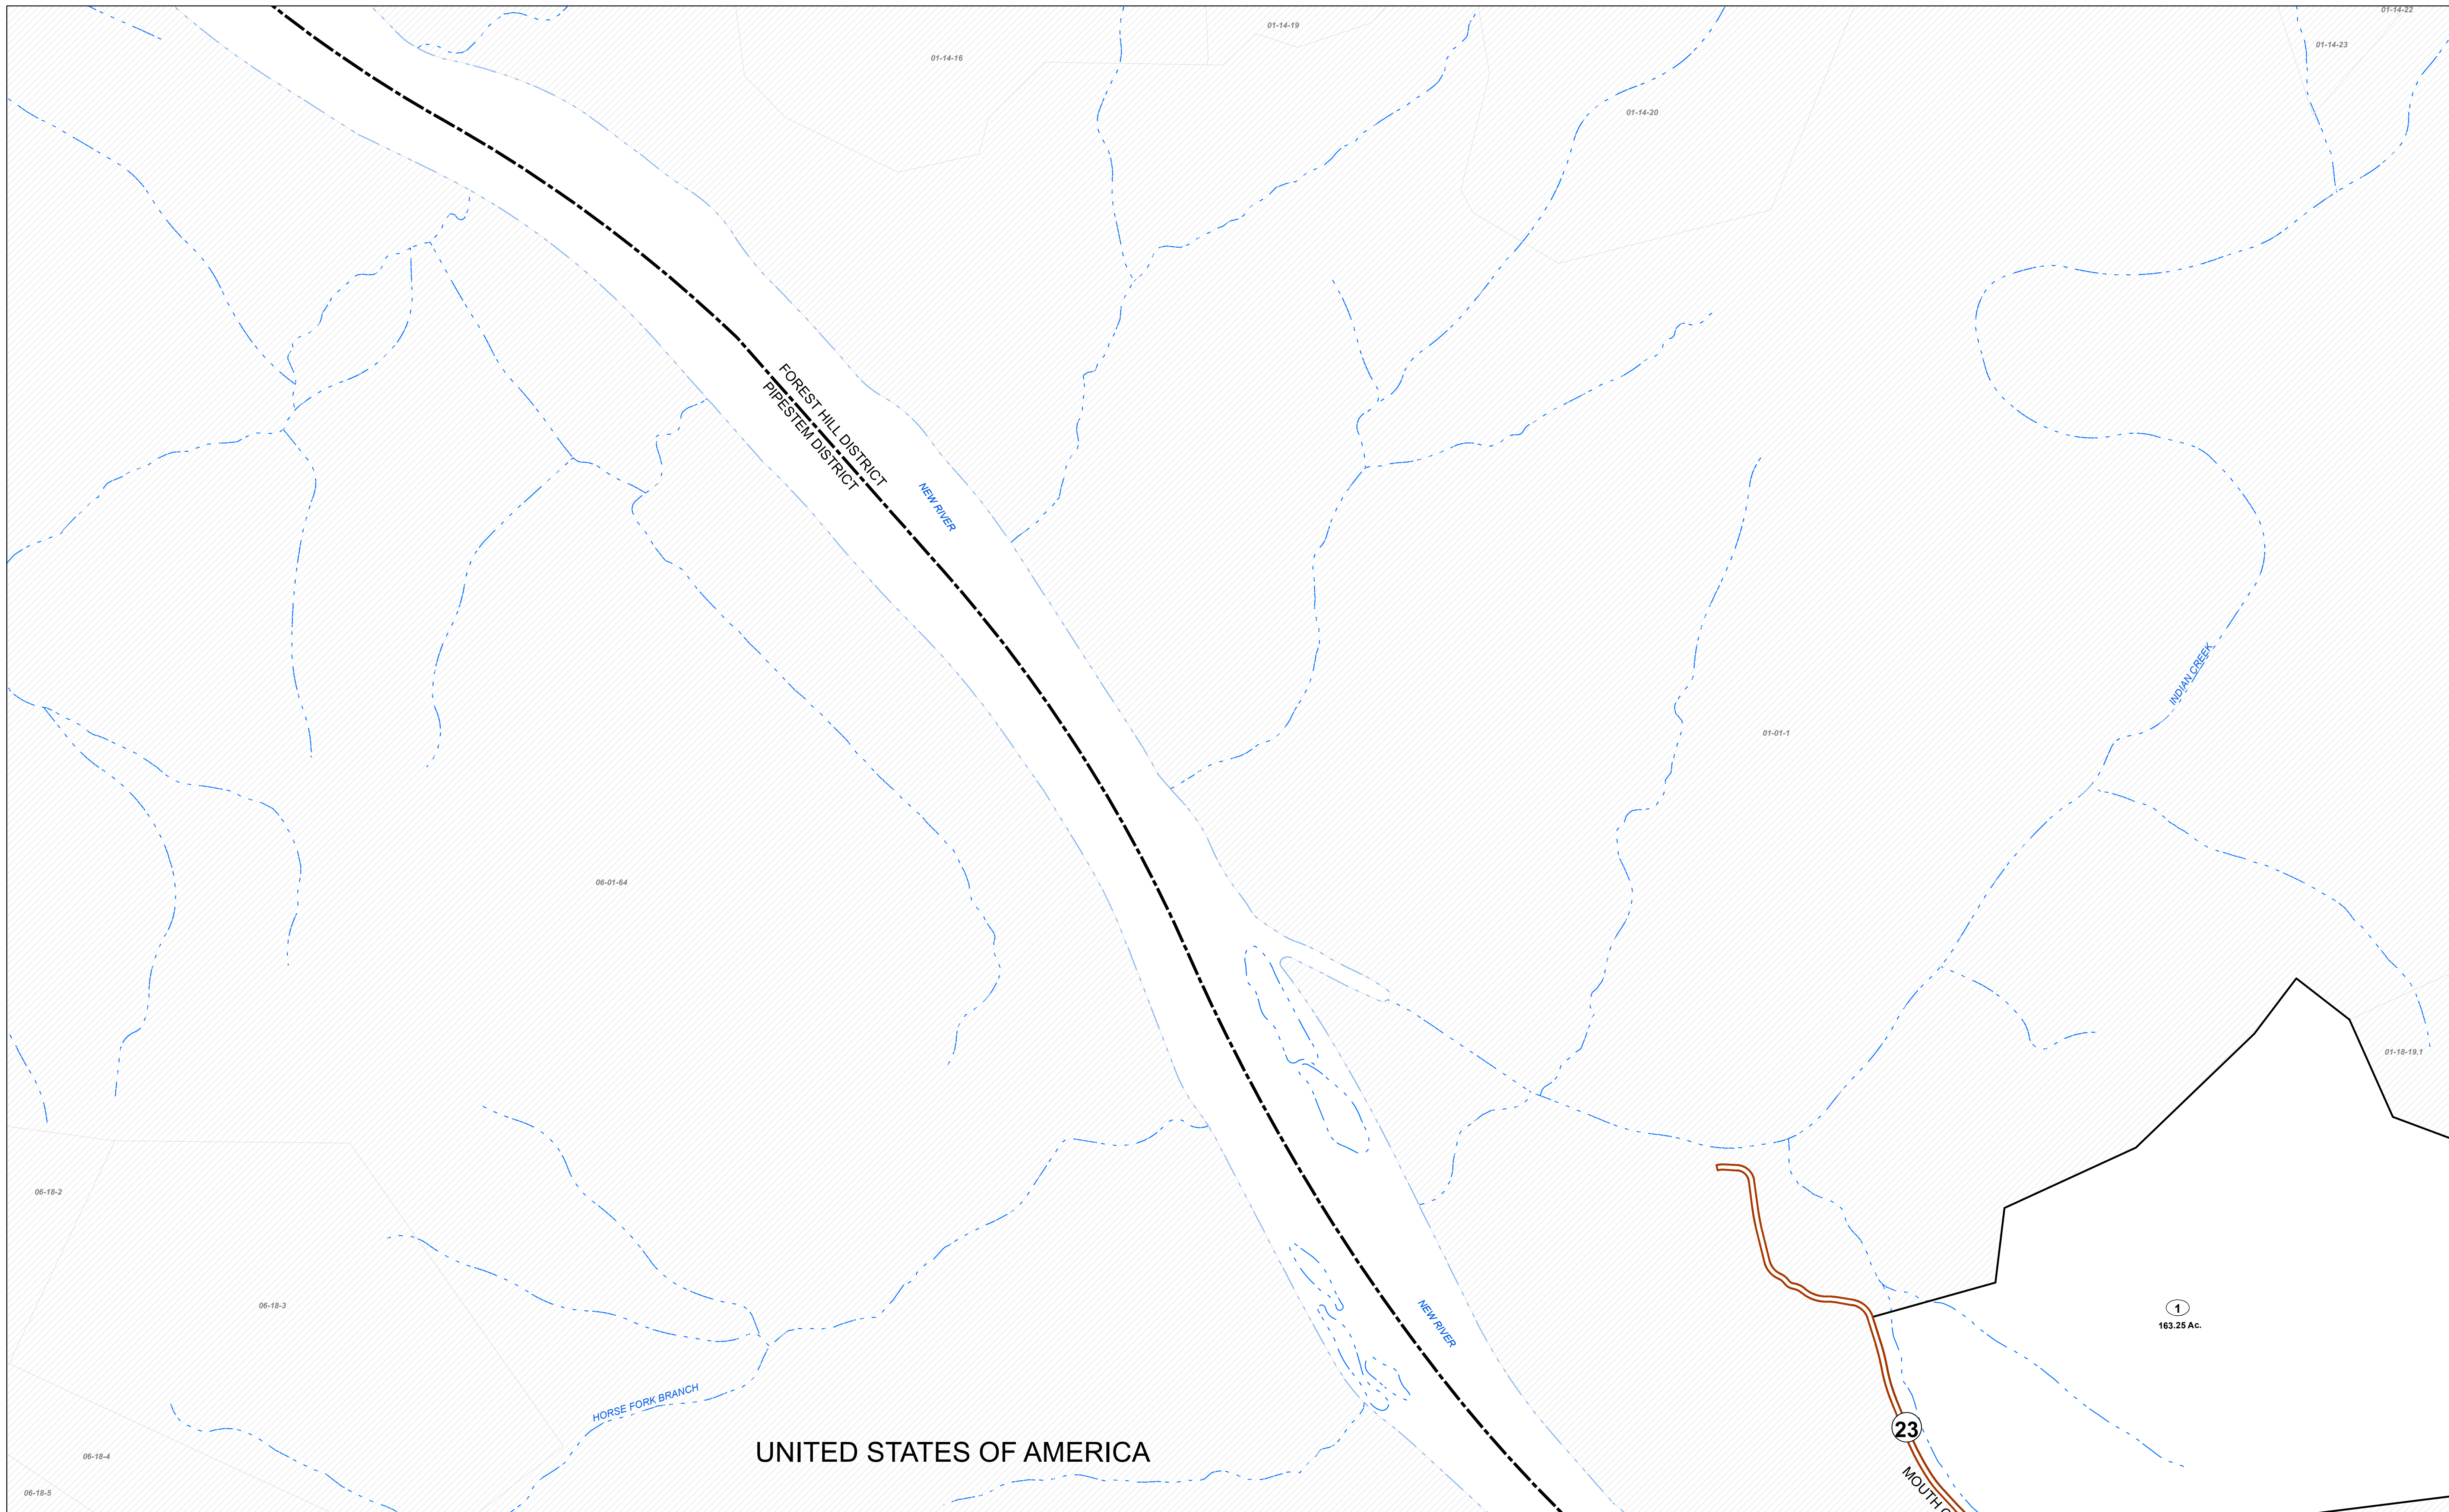 01-14-22
01-14-19
01-14-23
01-14-16
01-14-20
FOREST HILL DISTRICT
PIPESTEM DISTRICT
NEW RIVER
INDIAN CREEK
01-01-1
06-01-64
01-18-19.1
06-18-2
06-18-3
1
163.25 Ac.
NEW RIVER
HORSE FORK BRANCH
23
UNITED STATES OF AMERICA
06-18-4
MOUTH
06-18-5